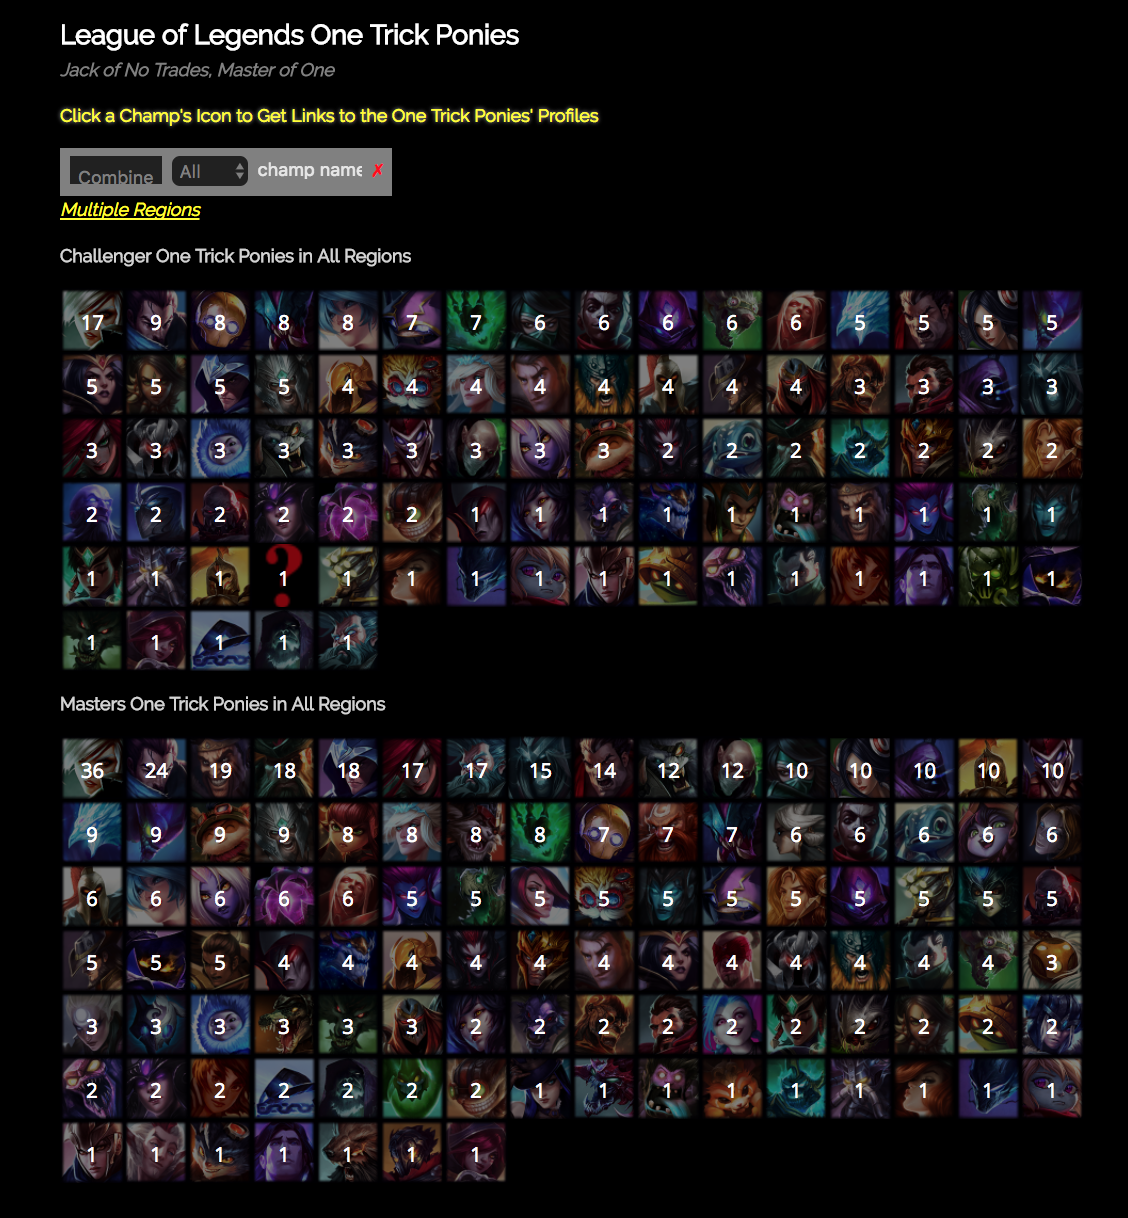 League of Legends One Trick Ponies
Jack of No Trades, Master of One
Click a Champ's Icon to Get Links to the One Trick Ponies' Profiles
Combine All champ name ✗
Multiple Regions
Challenger One Trick Ponies in All Regions
17 9 8 8 8 7 7 6 6 6 6 6 5 5 5 5
5 5 5 5 4 4 4 4 4 4 4 4 3 3 3 3
3 3 3 3 3 3 3 3 3 2 2 2 2 2 2 2
2 2 2 2 2 2 1 1 1 1 1 1 1 1 1 1
1 1 1 1 1 1 1 1 1 1 1 1 1 1 1 1
1 1 1 1 1
Masters One Trick Ponies in All Regions
36 24 19 18 18 17 17 15 14 12 12 10 10 10 10 10
9 9 9 9 8 8 8 8 7 7 7 6 6 6 6 6
6 6 6 6 6 5 5 5 5 5 5 5 5 5 5 5
5 5 5 4 4 4 4 4 4 4 4 4 4 4 4 3
3 3 3 3 3 3 2 2 2 2 2 2 2 2 2 2
2 2 2 2 2 2 2 1 1 1 1 1 1 1 1 1
1 1 1 1 1 1 1